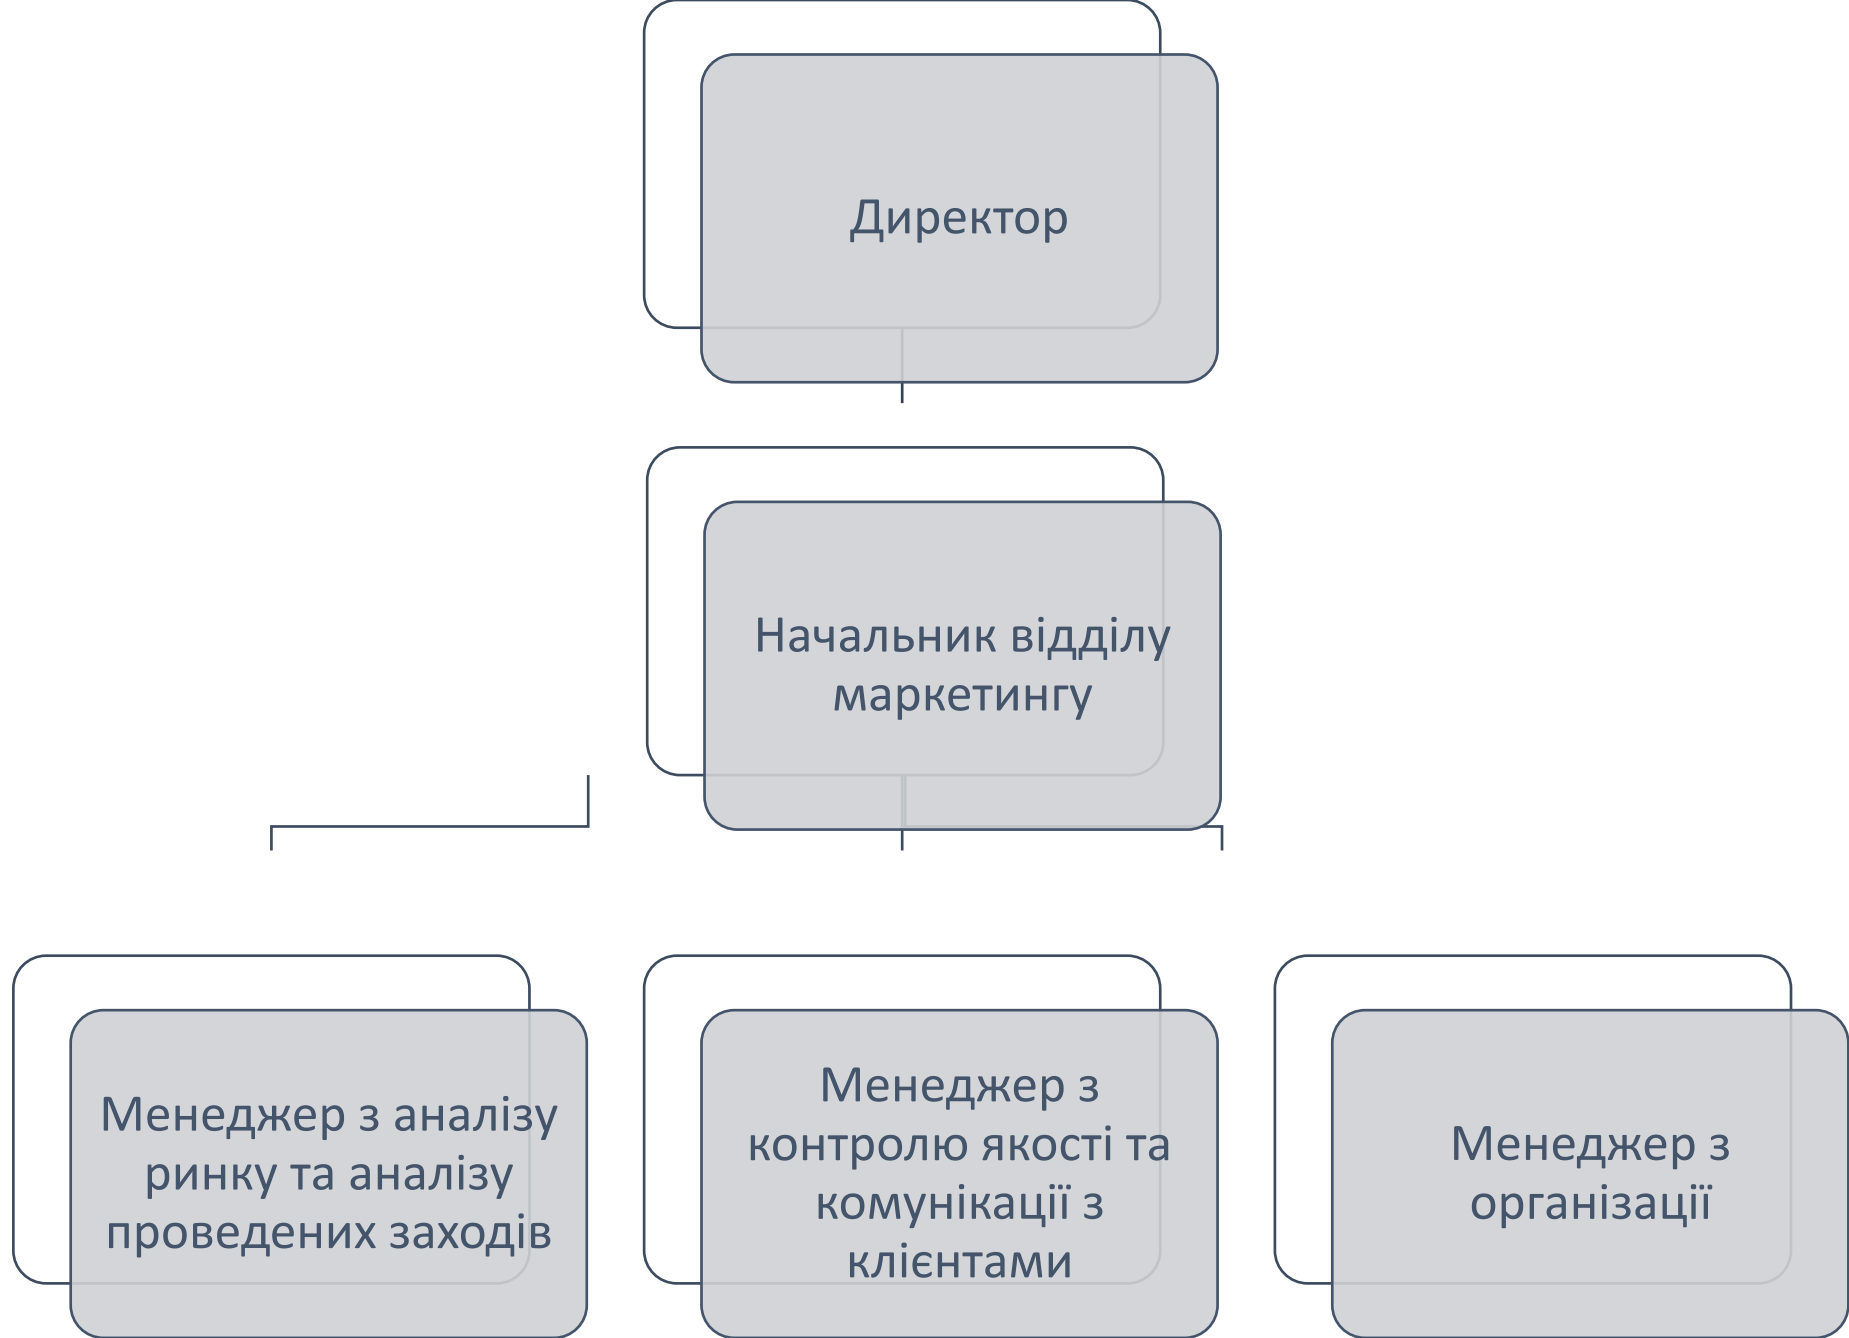 Директор
Начальник відділу
маркетингу
Менеджер з аналізу
ринку та аналізу
проведених заходів
Менеджер з
контролю якості та
комунікації з
клієнтами
Менеджер з
організації